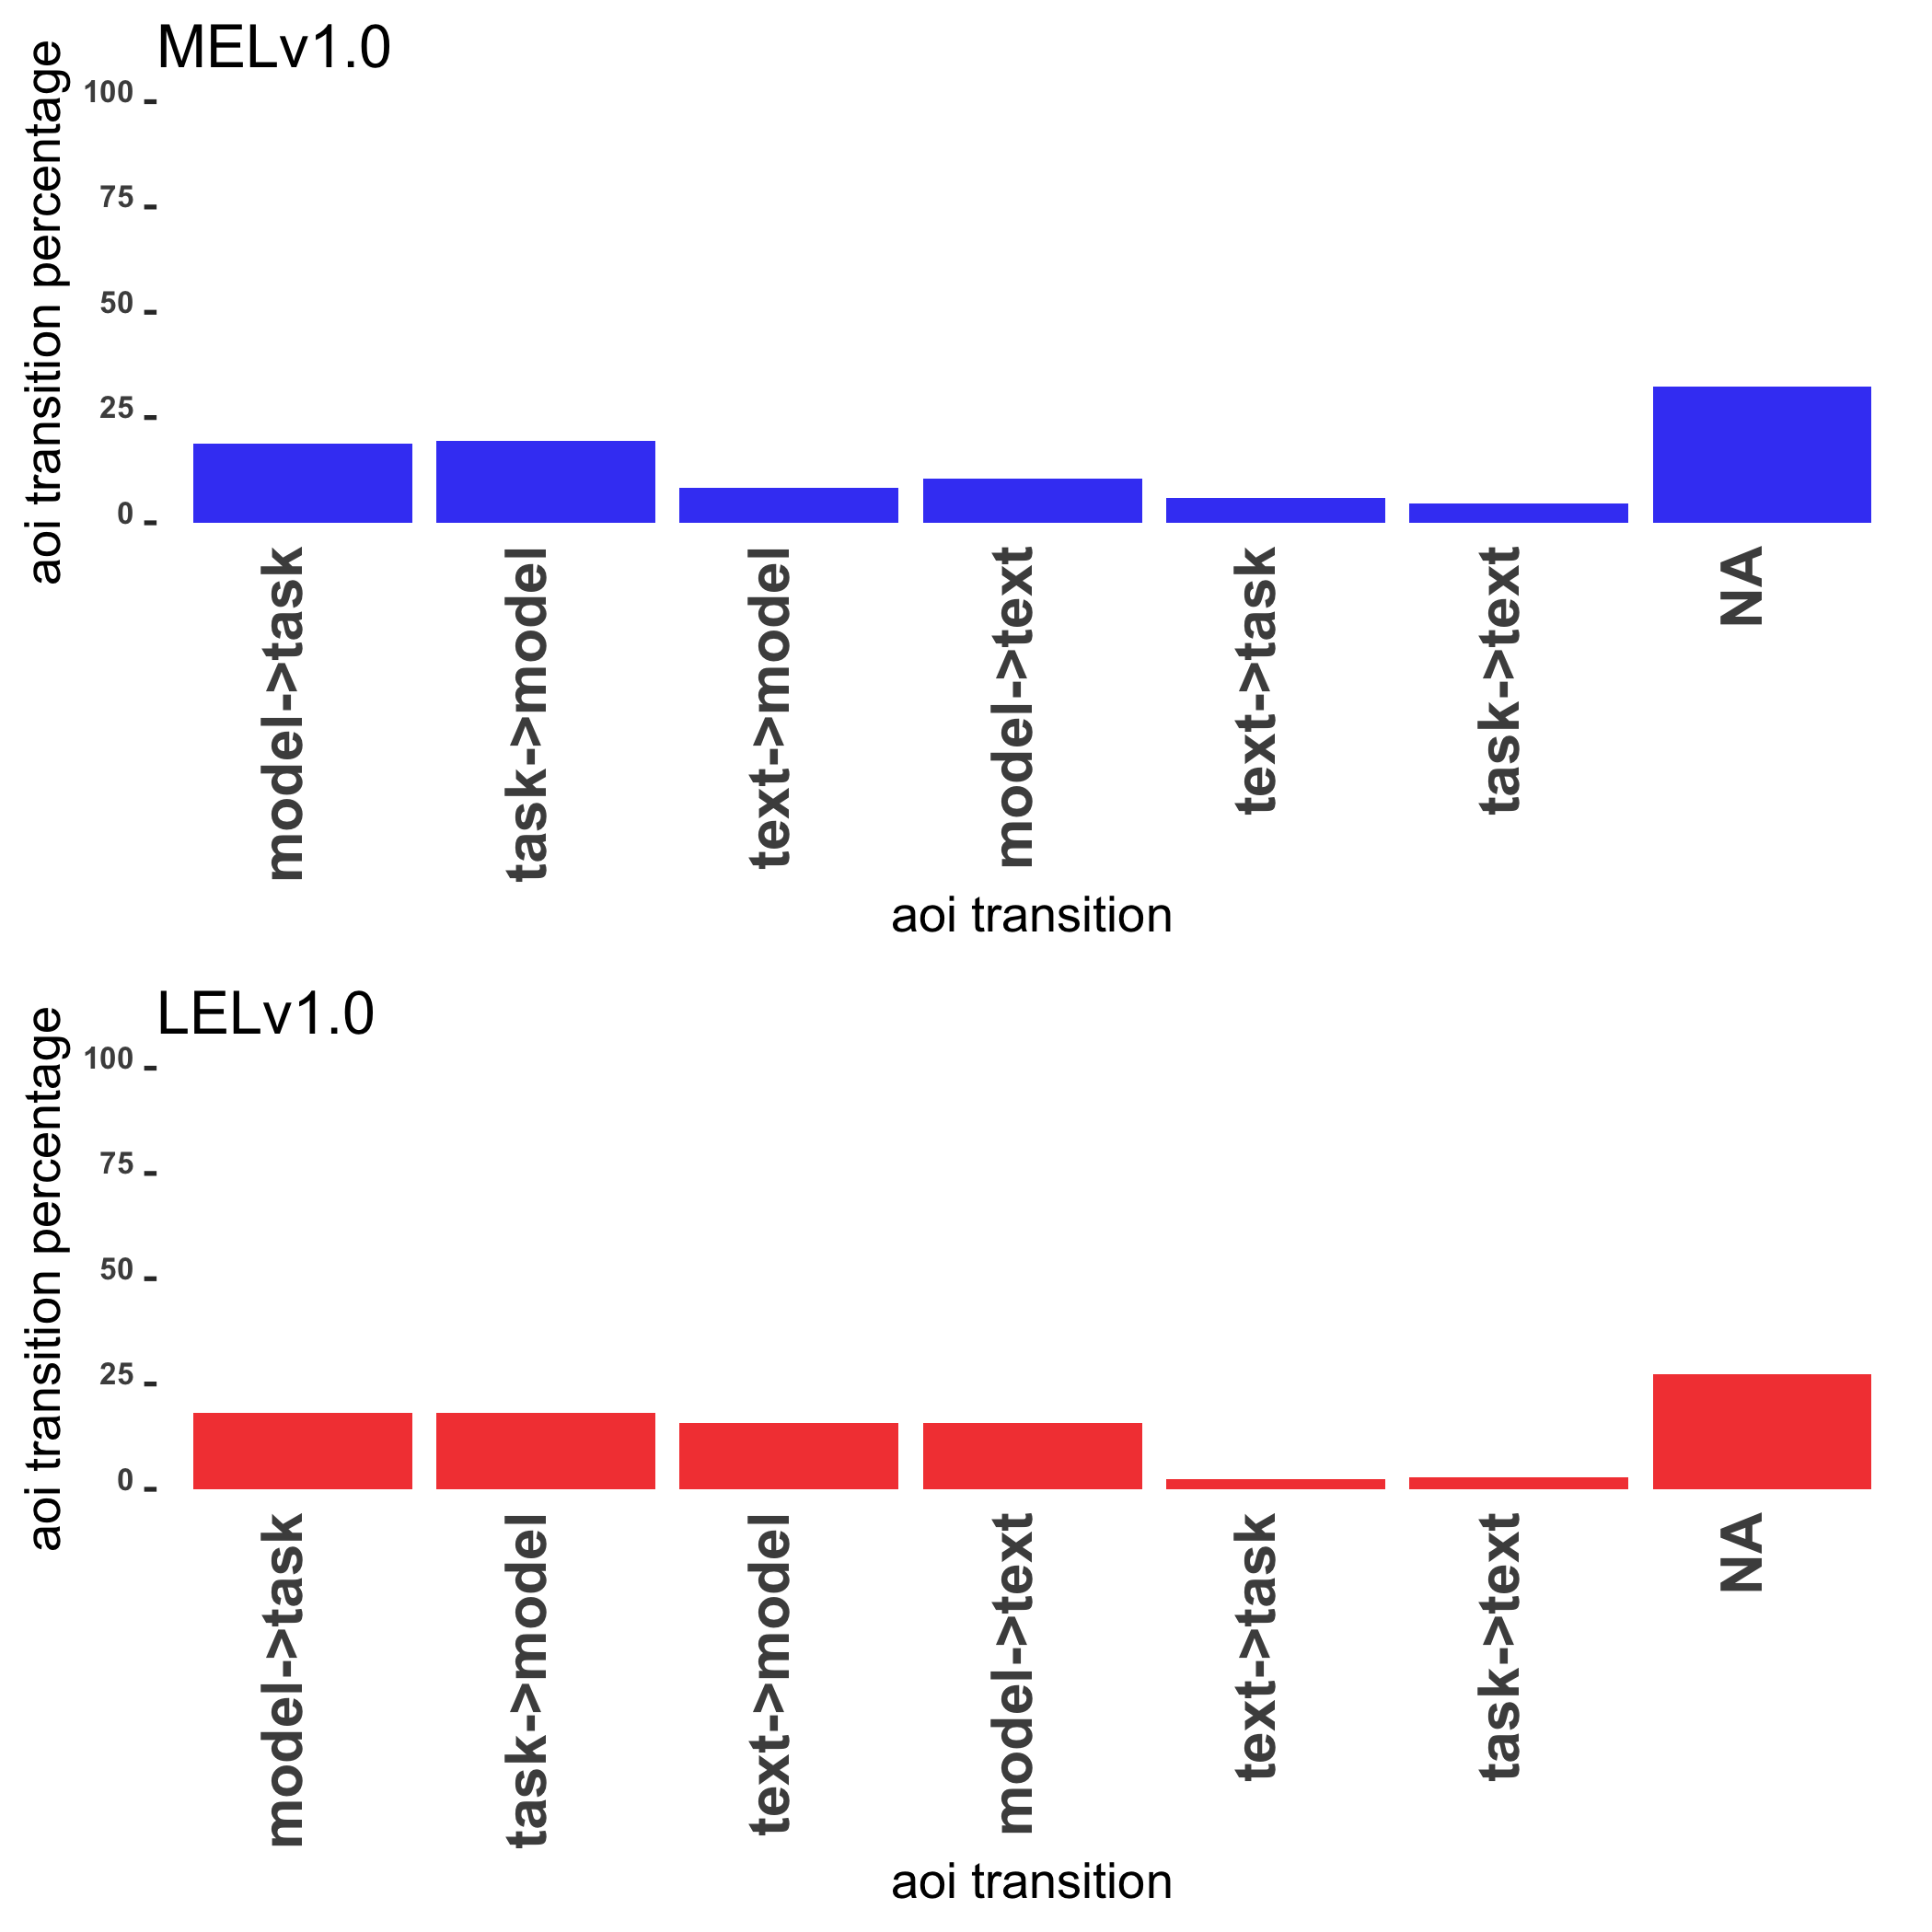 MELv1.0
aoi transition percentage
100
75
50
25
0
model->task
task->model
text->model
model->text
text->task
task->text
NA
aoi transition
LELv1.0
aoi transition percentage
100
75
50
25
0
model->task
task->model
text->model
model->text
text->task
task->text
NA
aoi transition